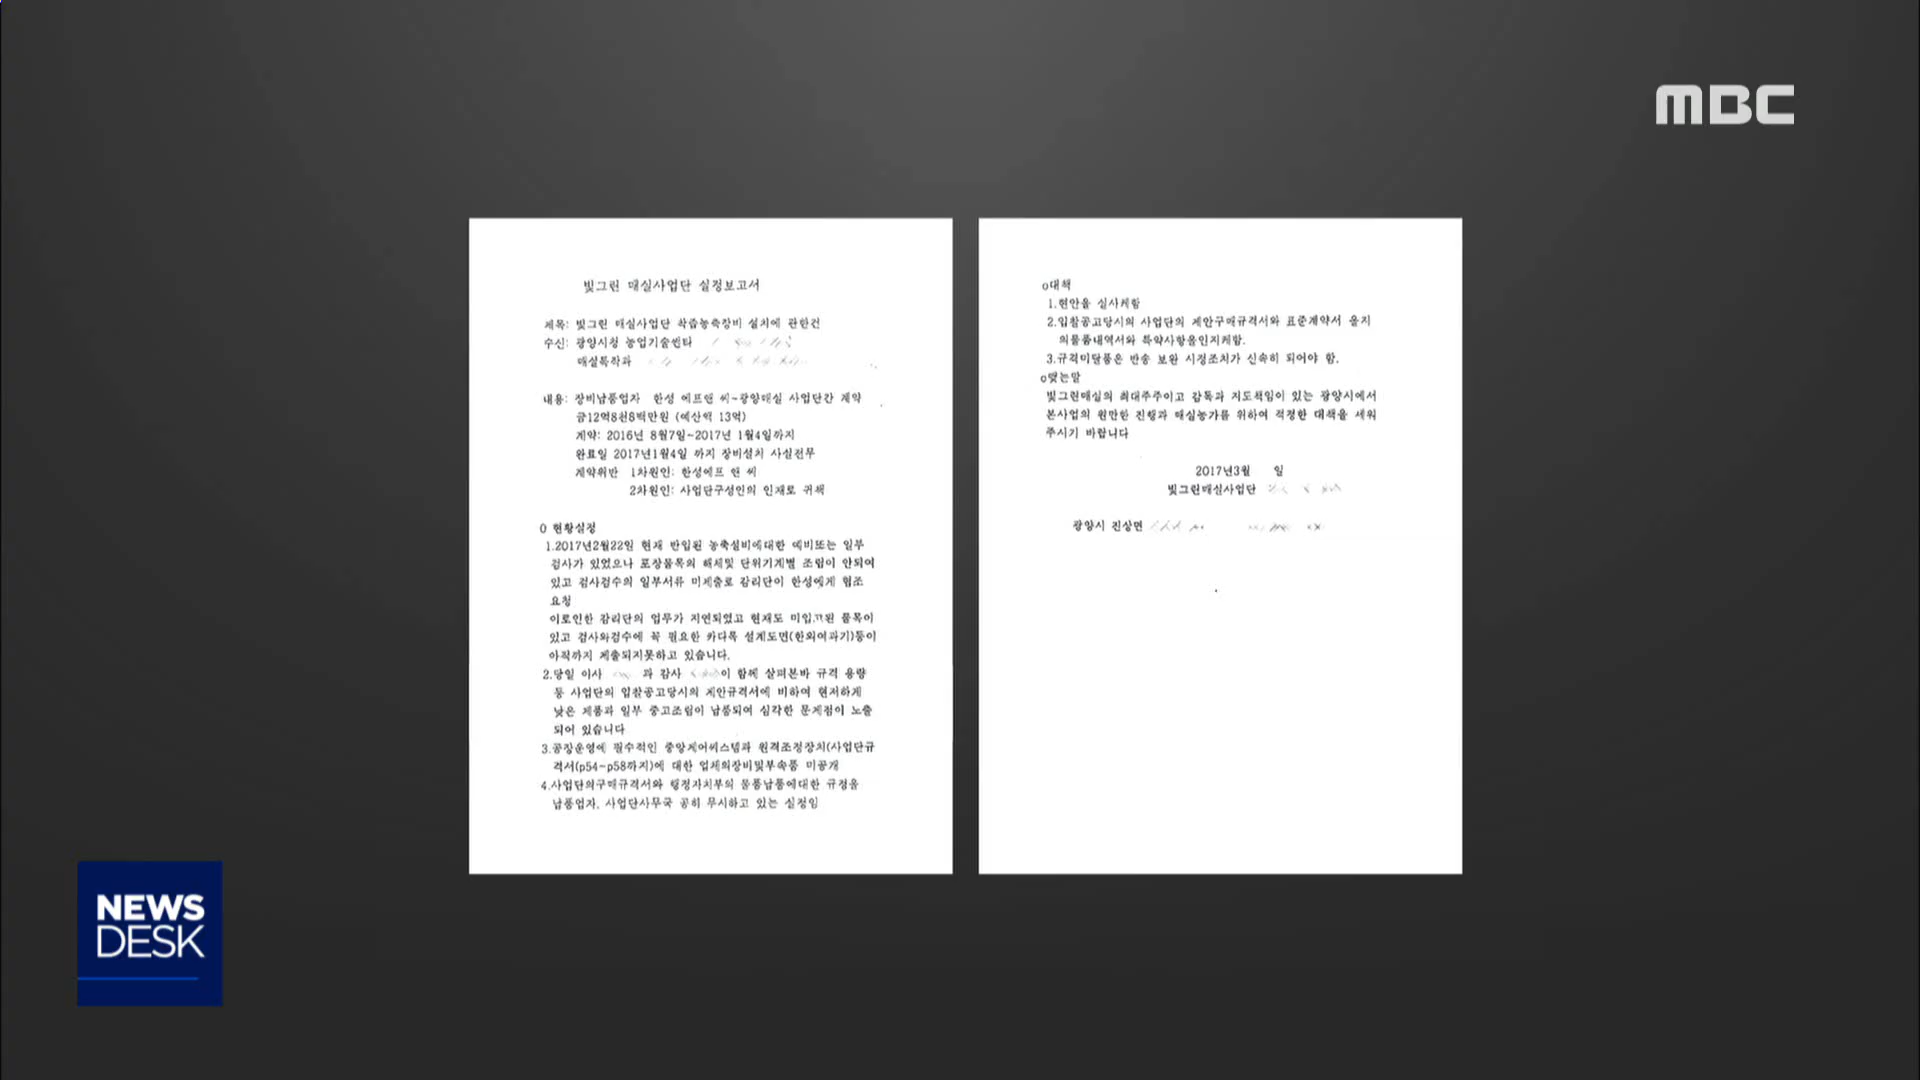 MBC
빛그린 매실사업단 실정보고서
제목: 빛그린 매실사업단 착즙농축장비 설치에 관한건
수신: 광양시청 농업기술쎈타
매실특작과
내용: 장비납품업자 한성 에프앤 씨~광양매실 사업단간 계약
금12억8천8백만원 (예산액 13억)
계약: 2016년 8월7일~2017년 1월4일까지
완료일 2017년1월4일 까지 장비설치 사실전무
계약위반 1차원인: 한성에프 앤 씨
2차원인: 사업단구성인의 인재로 귀책
O 현황실정
1.2017년2월22일 현재 반입된 농축설비에대한 예비또는 일부
검사가 있었으나 포장물목의 해체및 단위기계별 조립이 안되여
있고 검사검수의 일부서류 미제출로 감리단이 한성에게 협조
요청
이로인한 감리단의 업무가 지연되었고 현재도 된 물목이
있고 검사와검수에 꼭 필요한 카다록 설계도면(한외여과기)등이
아직까지 제출되지못하고 있습니다.
2.당일 이사 과 감사 이 함께 살펴본바 규격 용량
등 사업단의 입찰공고당시의 제안규격서에 비하여 현저하게
낮은 제품과 일부 중고조립이 납품되여 심각한 문제점이 노출
되어 있습니다
3.공장운영에 필수적인 중앙제어씨스템과 원격조정장치(사업단규
격서(p54~p58까지)에 대한 업체의장비및부속품 미공개
4.사업단의구매규격서와 행정자치부의 물품납품에대한 규정을
납품업자, 사업단사무국 공히 무시하고 있는 실정임
o대책
1.현안을 실사케함
2.입찰공고당시의 사업단의 제안구매규격서와 표준계약서 을지
의물품내역서와 특약사항을인지케함.
3.규격미달품은 반송 보완 시정조치가 신속히 되어야 함.
o맺는말
빛그린매실의 최대주주이고 감독과 지도책임이 있는 광양시에서
본사업의 원만한 진행과 매실농가를 위하여 적정한 대책을 세워
주시기 바랍니다
2017년3월 일
빛그린매실사업단
광양시 진상면
NEWS
DESK